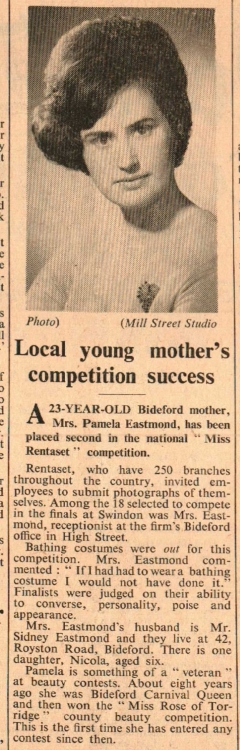 Photo) (Mill Street Studio
Local young mother's
competition success
A 23-YEAR-OLD Bideford mother,
Mrs. Pamela Eastmond, has been
placed second in the national " Miss
Rentaset " competition.
Rentaset, who have 250 branches
throughout the country, invited em-
ployees to submit photographs of them-
selves. Among the 18 selected to compete
in the finals at Swindon was Mrs. East-
mond, receptionist at the firm's Bideford
office in High Street.
Bathing costumes were out for this
competition. Mrs. Eastmond com-
mented : " If I had had to wear a bathing
costume I would not have done it."
Finalists were judged on their ability
to converse, personality, poise and
appearance.
Mrs. Eastmond's husband is Mr.
Sidney Eastmond and they live at 42,
Royston Road, Bideford. There is one
daughter, Nicola, aged six.
Pamela is something of a " veteran "
at beauty contests. About eight years
ago she was Bideford Carnival Queen
and then won the " Miss Rose of Tor-
ridge " county beauty competition.
This is the first time she has entered any
contest since then.